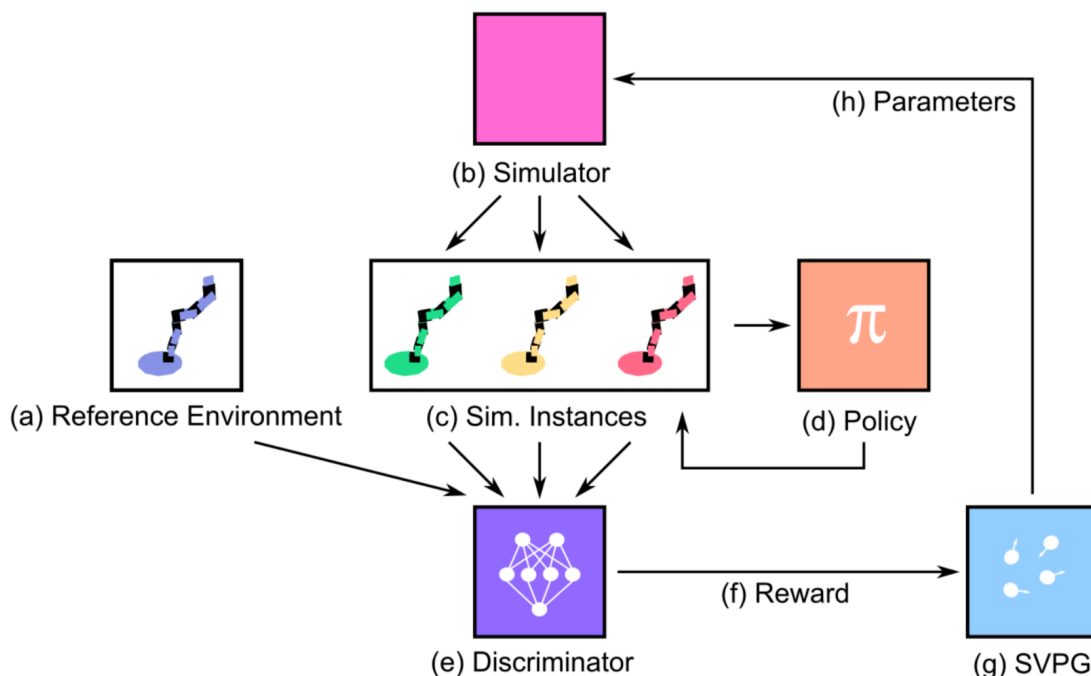 (h) Parameters
(b) Simulator
π
(a) Reference Environment
(c) Sim. Instances
(d) Policy
(f) Reward
(e) Discriminator
(g) SVPG